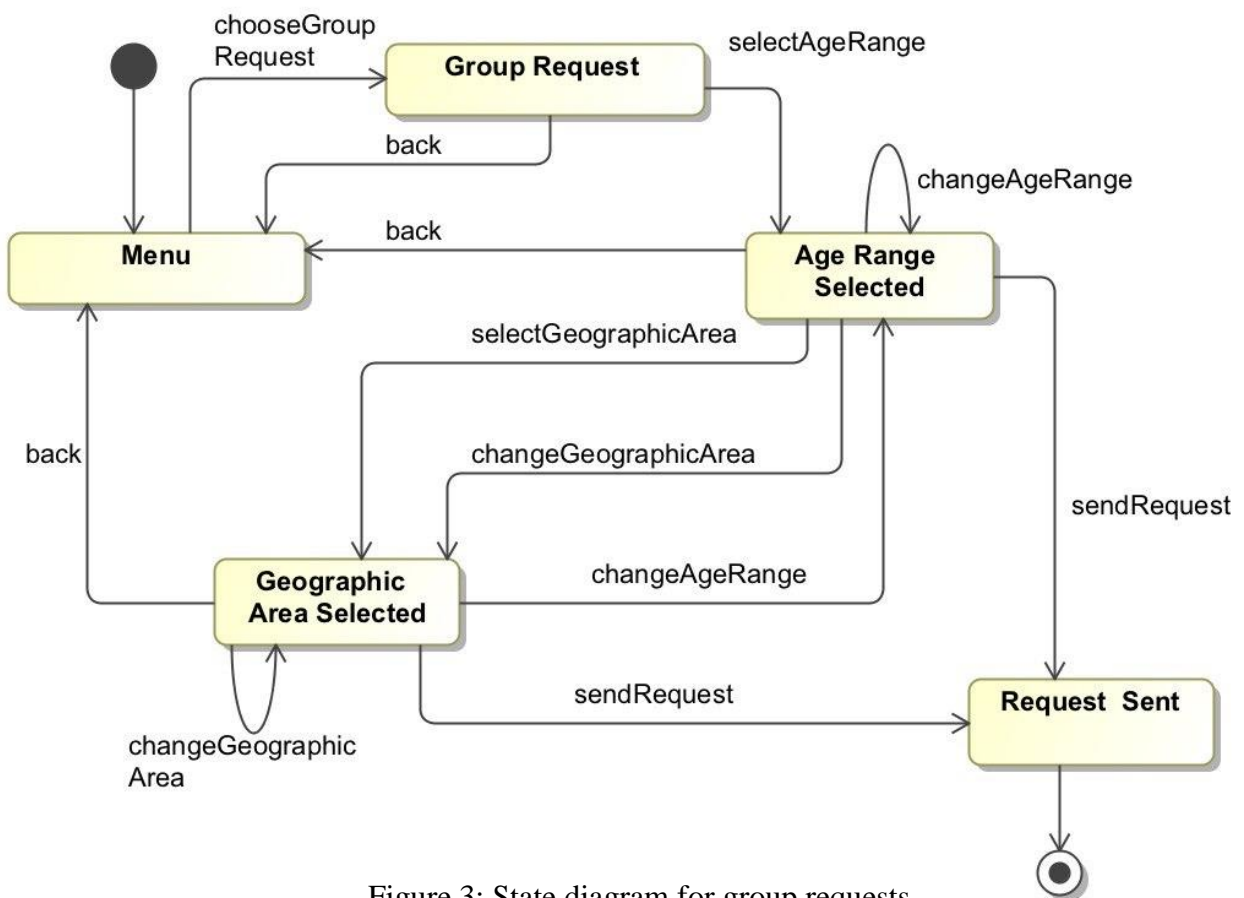 chooseGroup
Request
Group Request
selectAgeRange
back
changeAgeRange
Menu
back
Age Range
Selected
selectGeographicArea
back
changeGeographicArea
sendRequest
Geographic
Area Selected
changeAgeRange
sendRequest
Request Sent
changeGeographic
Area
Figure 3: State diagram for group requests